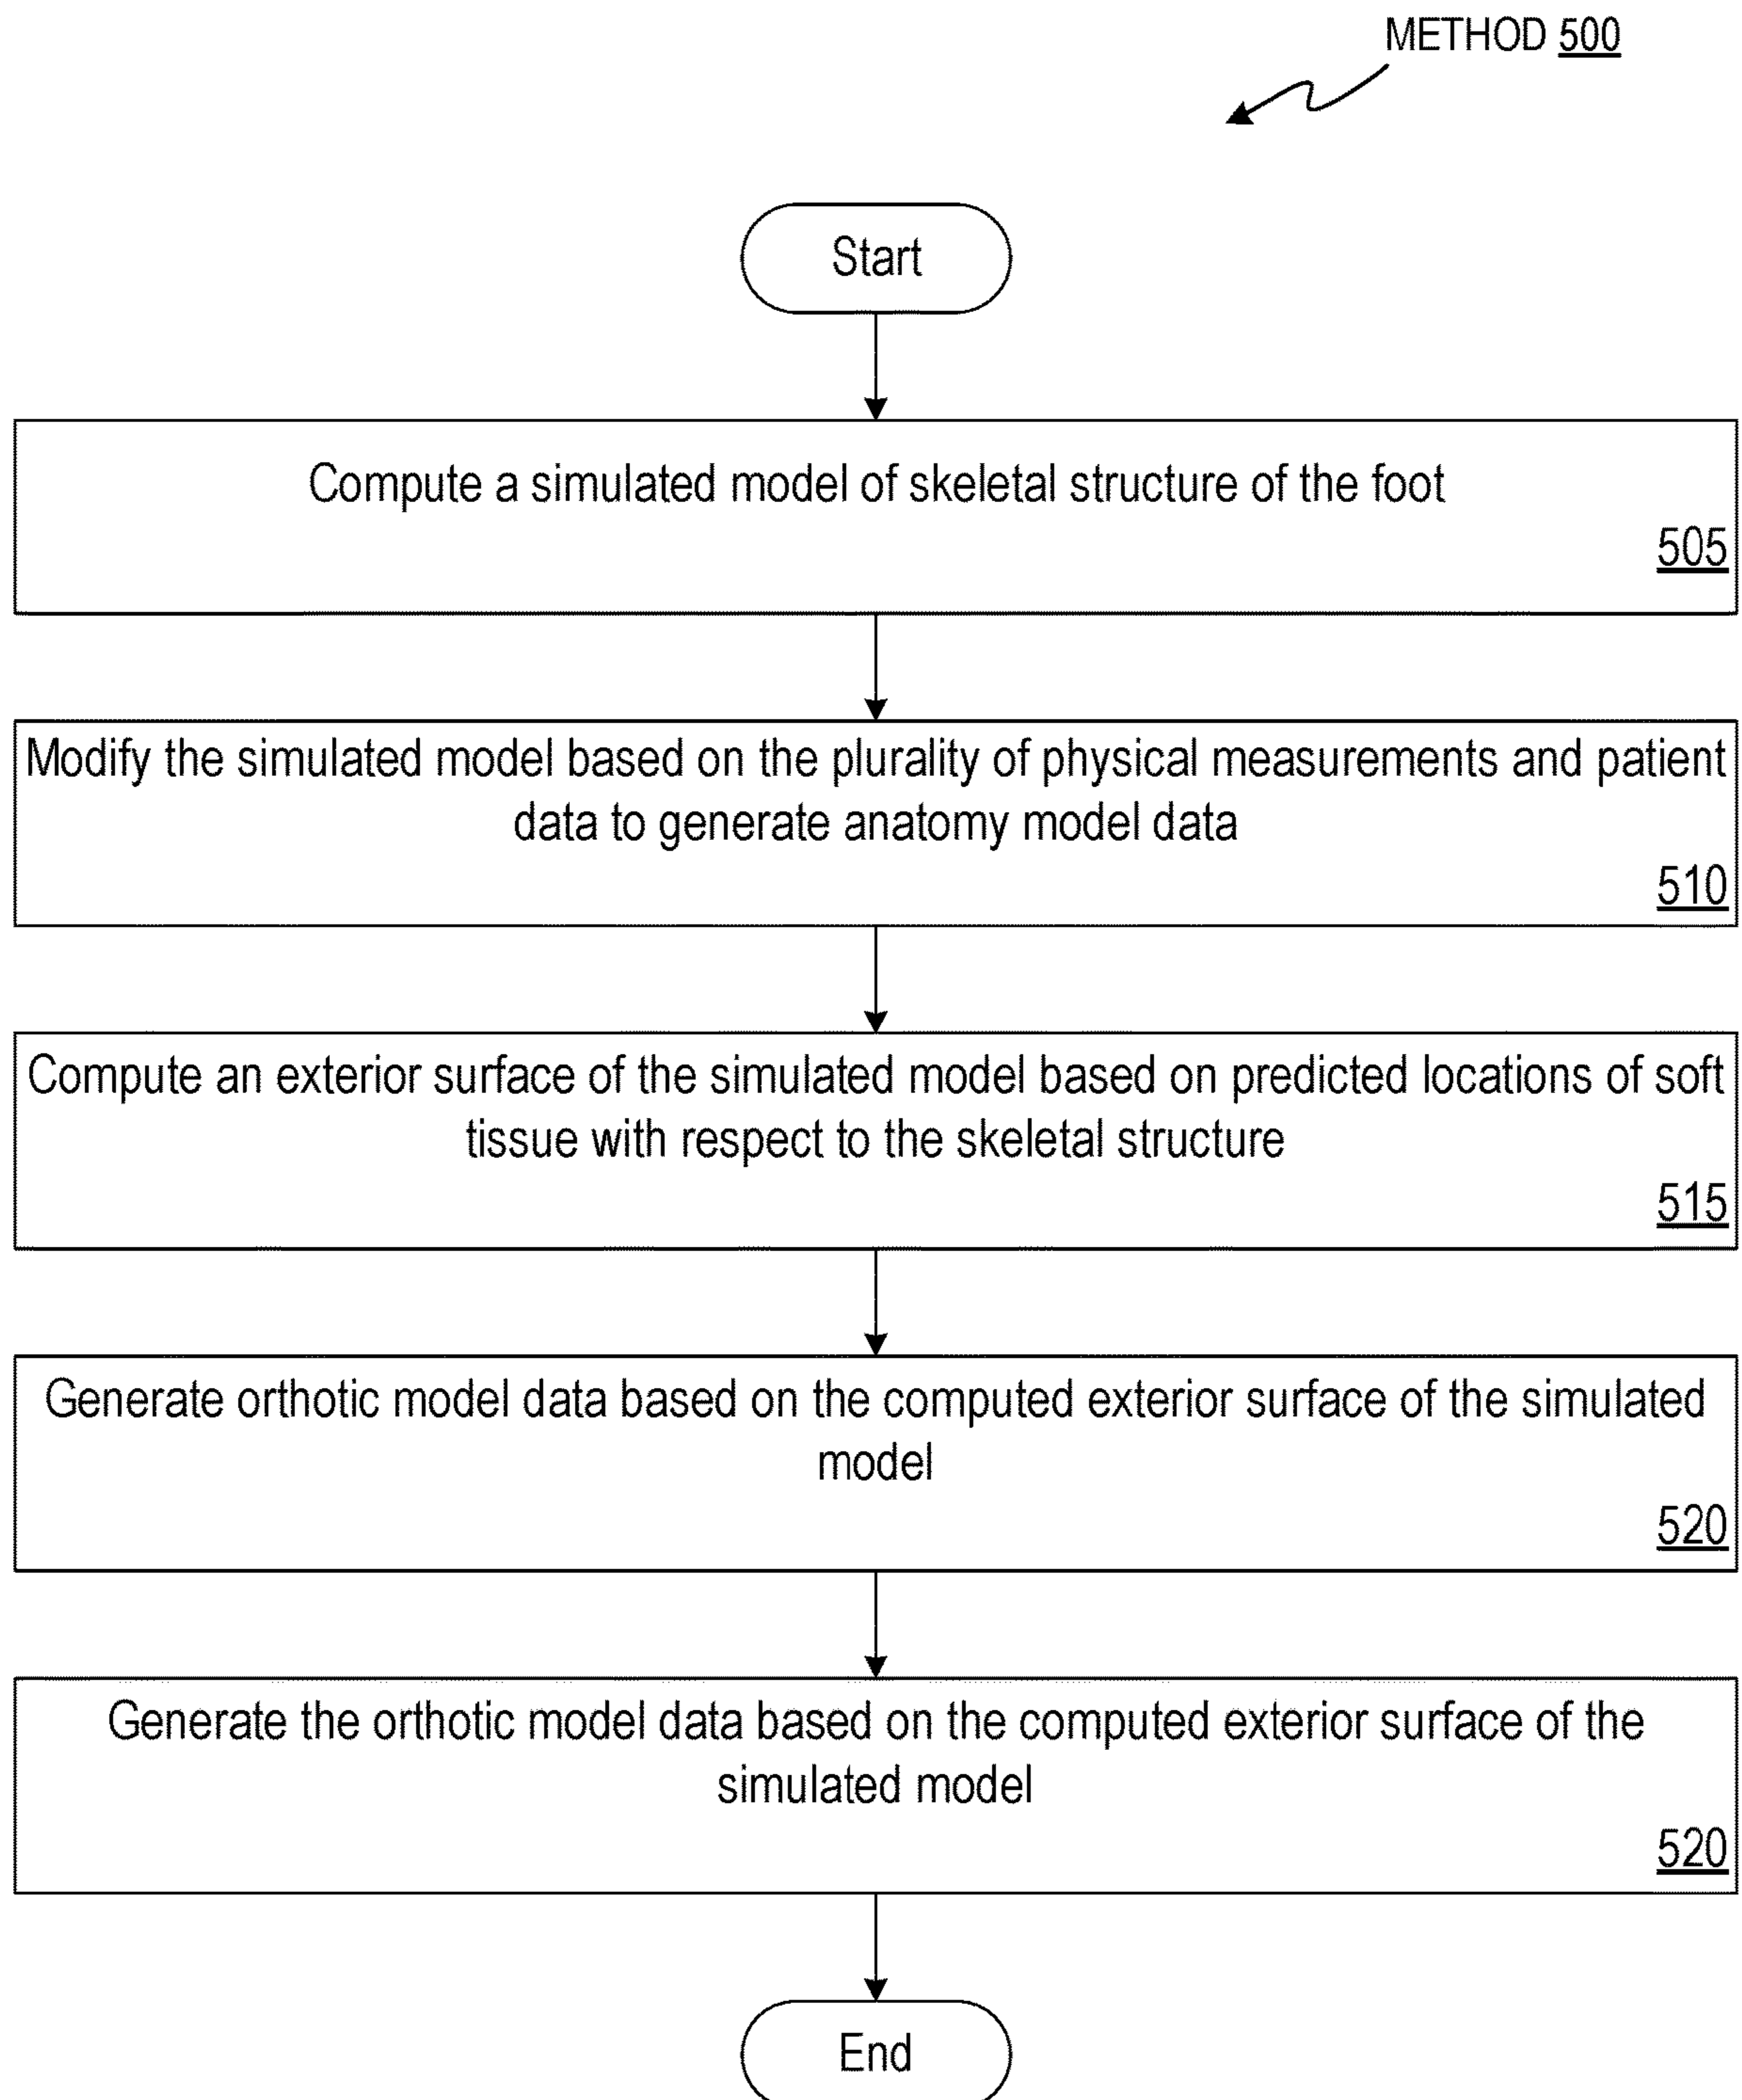 METHOD 500
Start
Compute a simulated model of skeletal structure of the foot
505
Modify the simulated model based on the plurality of physical measurements and patient
data to generate anatomy model data
510
Compute an exterior surface of the simulated model based on predicted locations of soft
tissue with respect to the skeletal structure
515
Generate orthotic model data based on the computed exterior surface of the simulated
model
520
Generate the orthotic model data based on the computed exterior surface of the
simulated model
520
End